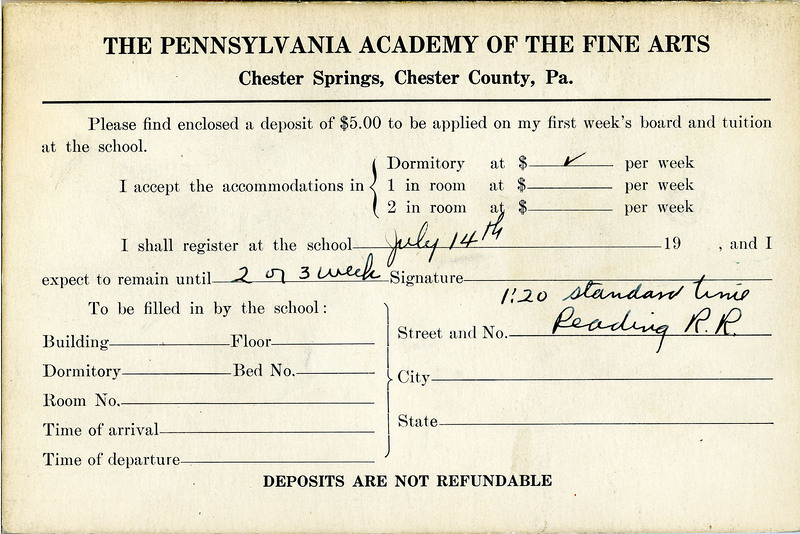 THE PENNSYLVANIA ACADEMY OF THE FINE ARTS
Chester Springs, Chester County, Pa.
Please find enclosed a deposit of $5.00 to be applied on my first week's board and tuition
at the school.
I accept the accommodations in
Dormitory at $ ✓ per week
1 in room at $ per week
2 in room at $ per week
I shall register at the school July 14th 19 , and I
expect to remain until 2 or 3 week Signature
1:20 standard time
To be filled in by the school:
Street and No. Reading R.R.
Building Floor
Dormitory Bed No.
City
Room No.
State
Time of arrival
Time of departure
DEPOSITS ARE NOT REFUNDABLE